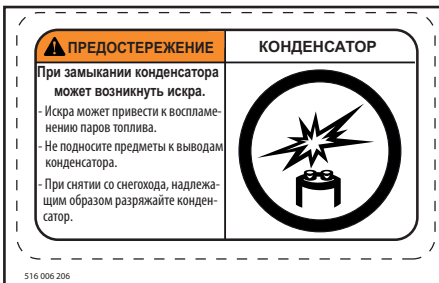 ПРЕДОСТЕРЕЖЕНИЕ
КОНДЕНСАТОР
При замыкании конденсатора
может возникнуть искра.
- Искра может привести к воспламе-
нению паров топлива.
- Не подносите предметы к выводам
конденсатора.
- При снятии со снегохода, надлежа-
щим образом разряжайте конден-
сатор.
516 006 206